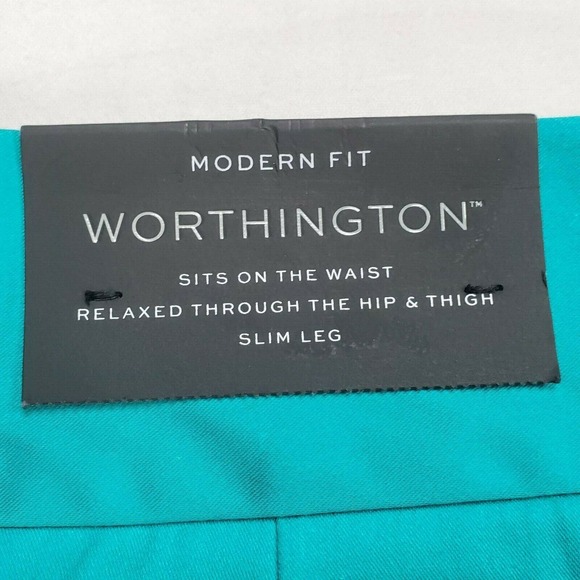 MODERN FIT
WORTHINGTON™
SITS ON THE WAIST
RELAXED THROUGH THE HIP & THIGH
SLIM LEG